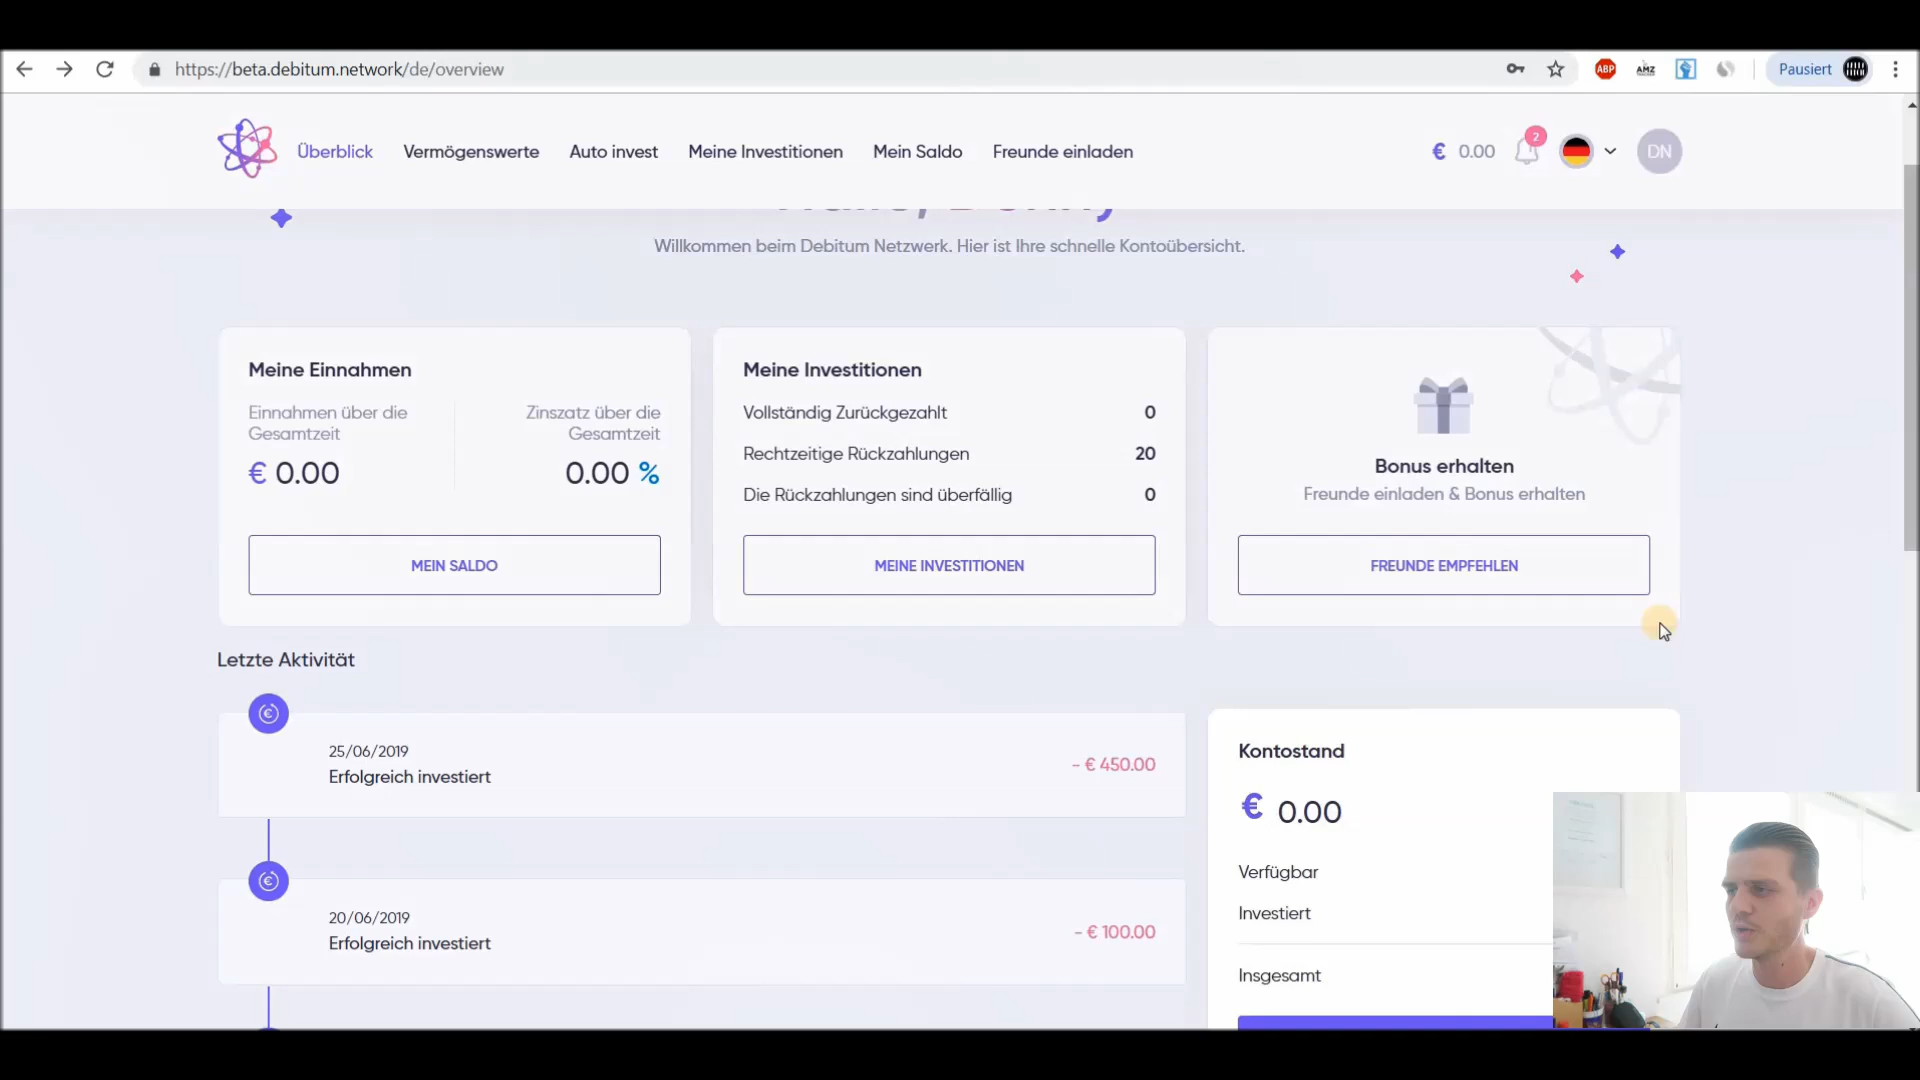 https://beta.debitum.network/de/overview
ABP
AMZ
Pausiert
Überblick
Vermögenswerte
Auto invest
Meine Investitionen
Mein Saldo
Freunde einladen
€ 0.00
2
DN
Willkommen beim Debitum Netzwerk. Hier ist Ihre schnelle Kontoübersicht.
Meine Einnahmen
Einnahmen über die
Gesamtzeit
€ 0.00
Zinszatz über die
Gesamtzeit
0.00 %
MEIN SALDO
Meine Investitionen
Vollständig Zurückgezahlt 0
Rechtzeitige Rückzahlungen 20
Die Rückzahlungen sind überfällig 0
MEINE INVESTITIONEN
Bonus erhalten
Freunde einladen & Bonus erhalten
FREUNDE EMPFEHLEN
Letzte Aktivität
25/06/2019
Erfolgreich investiert
- € 450.00
20/06/2019
Erfolgreich investiert
- € 100.00
Kontostand
€ 0.00
Verfügbar
Investiert
Insgesamt